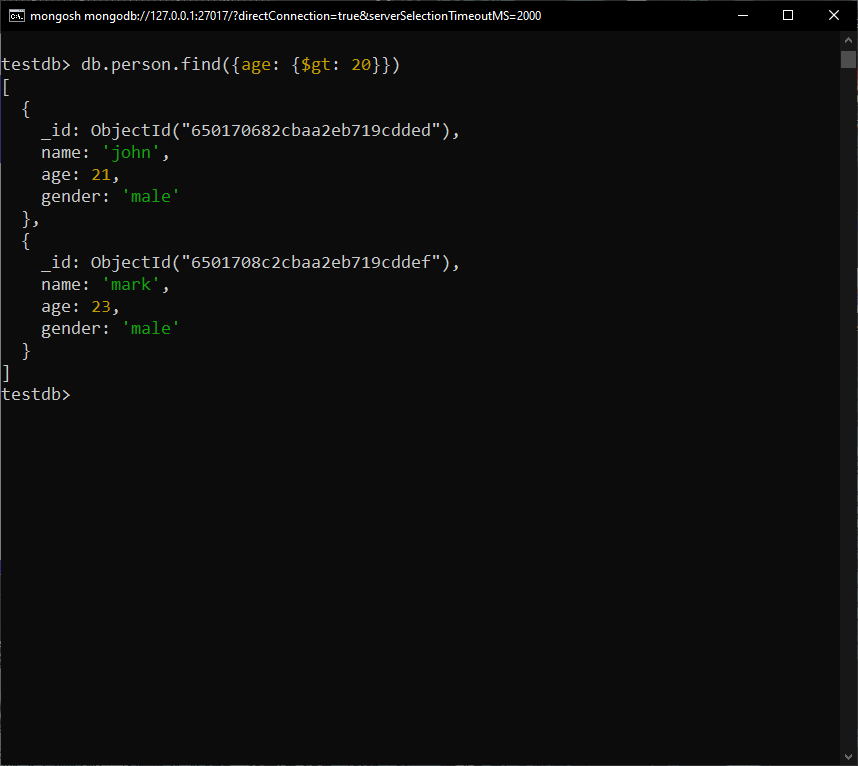 mongosh mongodb://127.0.0.1:27017/?directConnection=true&serverSelectionTimeoutMS=2000
testdb> db.person.find({age: {$gt: 20}})
[
  {
    _id: ObjectId("650170682cbaa2eb719cdded"),
    name: 'john',
    age: 21,
    gender: 'male'
  },
  {
    _id: ObjectId("6501708c2cbaa2eb719cddef"),
    name: 'mark',
    age: 23,
    gender: 'male'
  }
]
testdb>